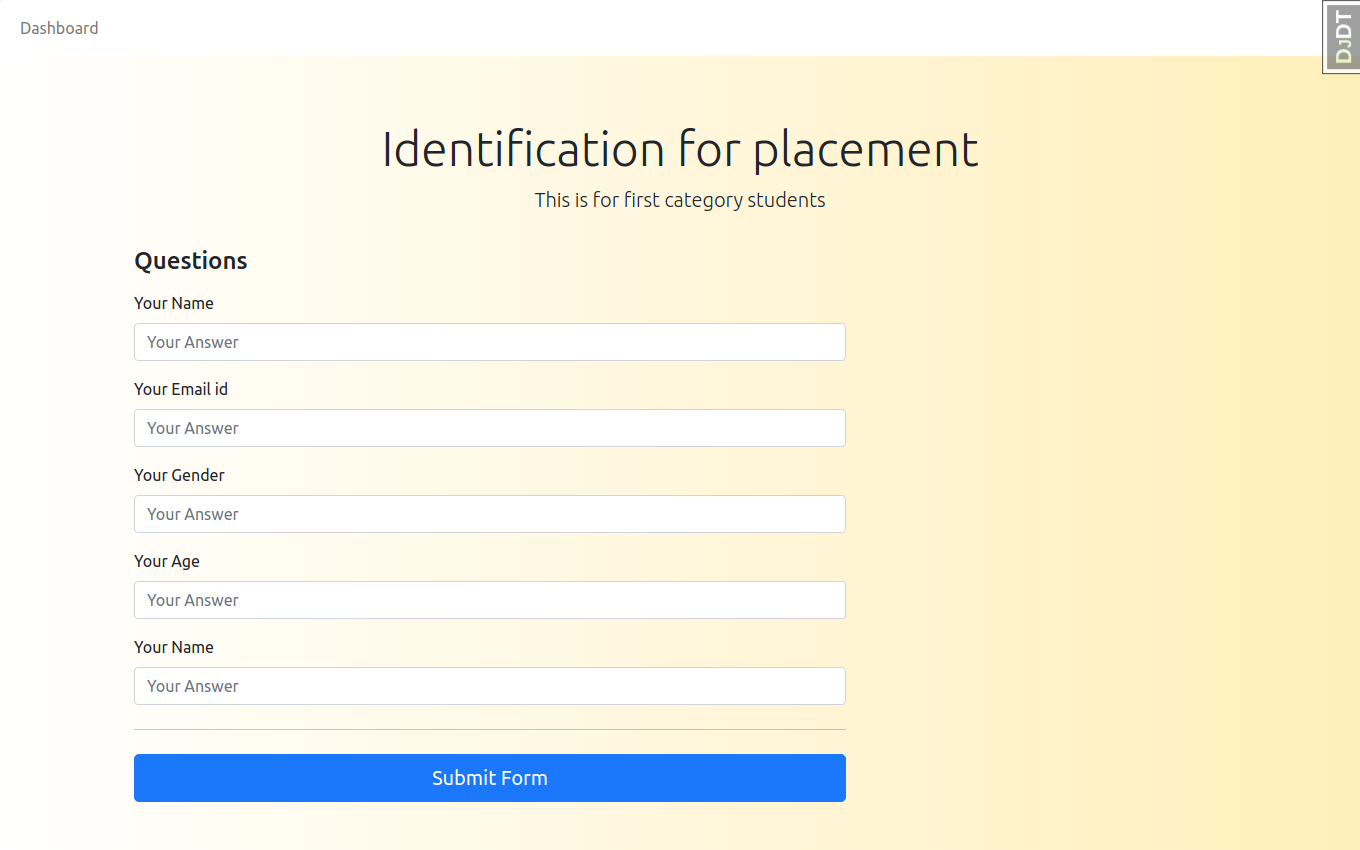 Dashboard
DJDT
Identification for placement
This is for first category students
Questions
Your Name
Your Answer
Your Email id
Your Answer
Your Gender
Your Answer
Your Age
Your Answer
Your Name
Your Answer
Submit Form